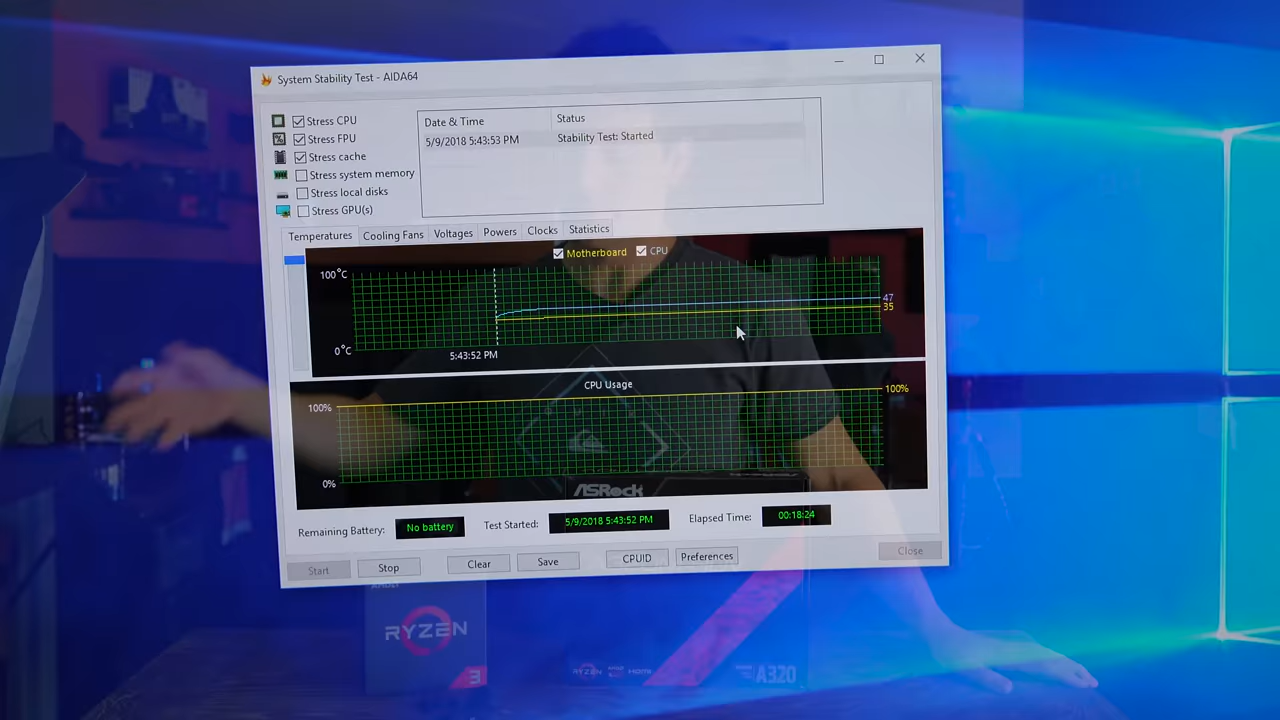 System Stability Test - AIDA64
Stress CPU
Stress FPU
Stress cache
Stress system memory
Stress local disks
Stress GPU(s)
Date & Time Status
5/9/2018 5:43:53 PM Stability Test: Started
Temperatures Cooling Fans Voltages Powers Clocks Statistics
Motherboard CPU
100°C
47
35
0°C
5:43:52 PM
CPU Usage
100% 100%
0%
ASRock
Remaining Battery: No battery Test Started: 5/9/2018 5:43:52 PM Elapsed Time: 00:18:24
Start Stop Clear Save CPUID Preferences Close
RYZEN
3
RYZEN HDMI A320